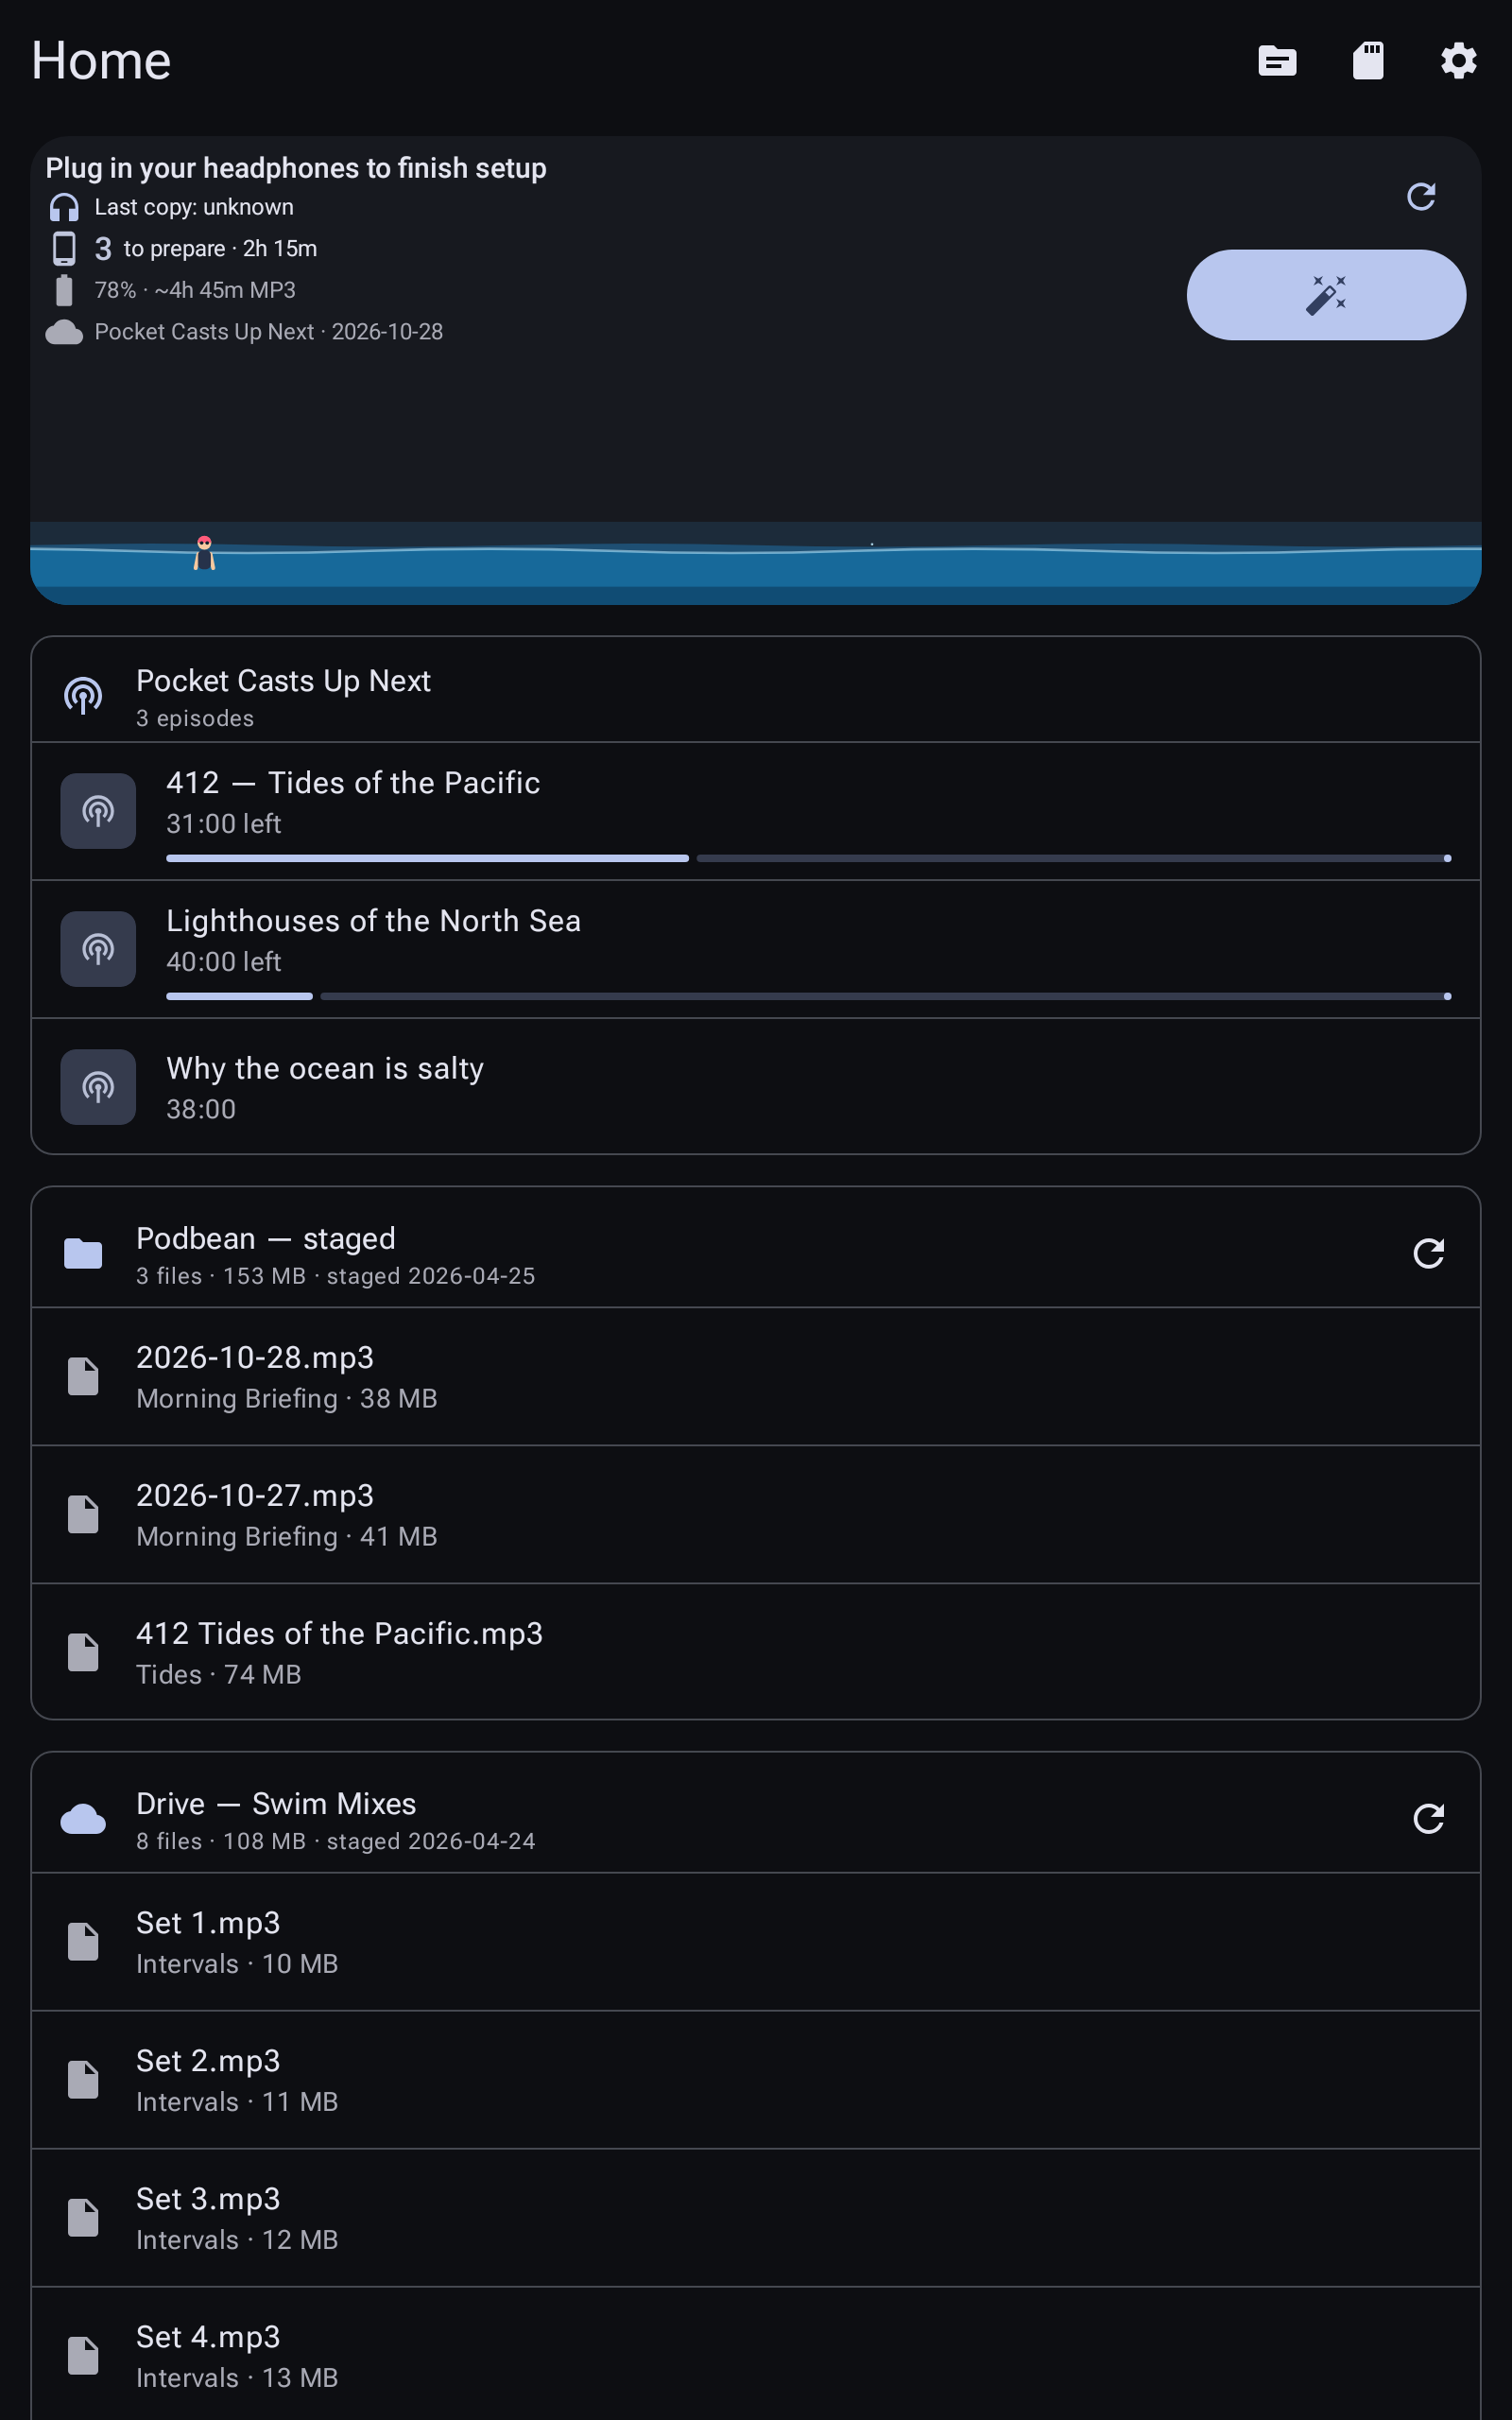 Home
Plug in your headphones to finish setup
Last copy: unknown
3 to prepare · 2h 15m
78% · ~4h 45m MP3
Pocket Casts Up Next · 2026-10-28
Pocket Casts Up Next
3 episodes
412 — Tides of the Pacific
31:00 left
Lighthouses of the North Sea
40:00 left
Why the ocean is salty
38:00
Podbean — staged
3 files · 153 MB · staged 2026-04-25
2026-10-28.mp3
Morning Briefing · 38 MB
2026-10-27.mp3
Morning Briefing · 41 MB
412 Tides of the Pacific.mp3
Tides · 74 MB
Drive — Swim Mixes
8 files · 108 MB · staged 2026-04-24
Set 1.mp3
Intervals · 10 MB
Set 2.mp3
Intervals · 11 MB
Set 3.mp3
Intervals · 12 MB
Set 4.mp3
Intervals · 13 MB